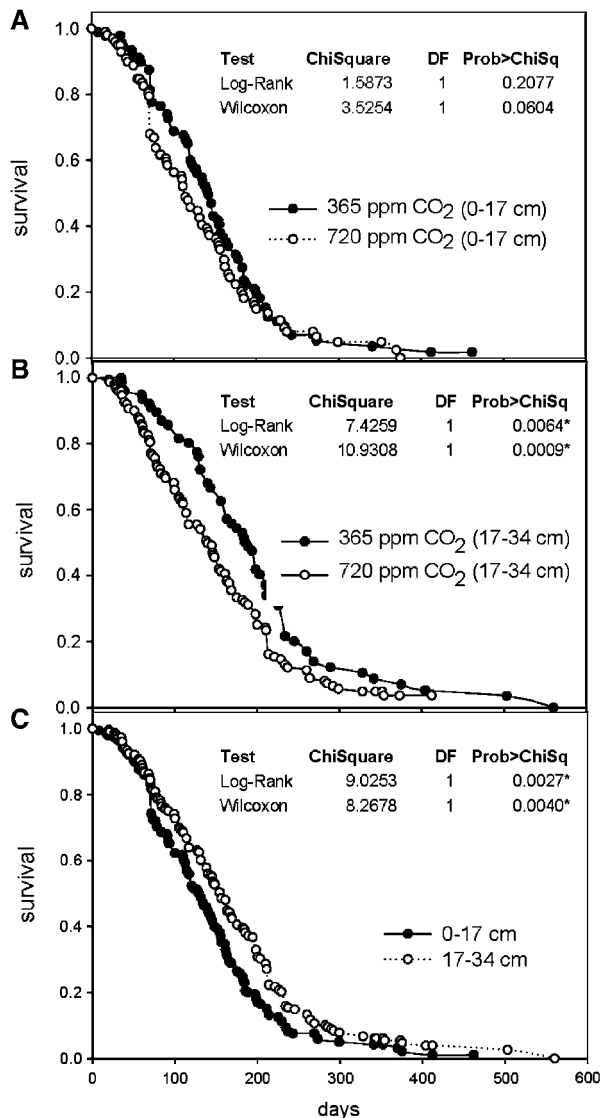 A
Test ChiSquare DF Prob>ChiSq
Log-Rank 1.5873 1 0.2077
Wilcoxon 3.5254 1 0.0604
365 ppm CO2 (0-17 cm)
720 ppm CO2 (0-17 cm)
survival
1.0
0.8
0.6
0.4
0.2
0.0
B
Test ChiSquare DF Prob>ChiSq
Log-Rank 7.4259 1 0.0064*
Wilcoxon 10.9308 1 0.0009*
365 ppm CO2 (17-34 cm)
720 ppm CO2 (17-34 cm)
survival
1.0
0.8
0.6
0.4
0.2
0.0
C
Test ChiSquare DF Prob>ChiSq
Log-Rank 9.0253 1 0.0027*
Wilcoxon 8.2678 1 0.0040*
0-17 cm
17-34 cm
survival
1.0
0.8
0.6
0.4
0.2
0.0
0 100 200 300 400 500 600
days